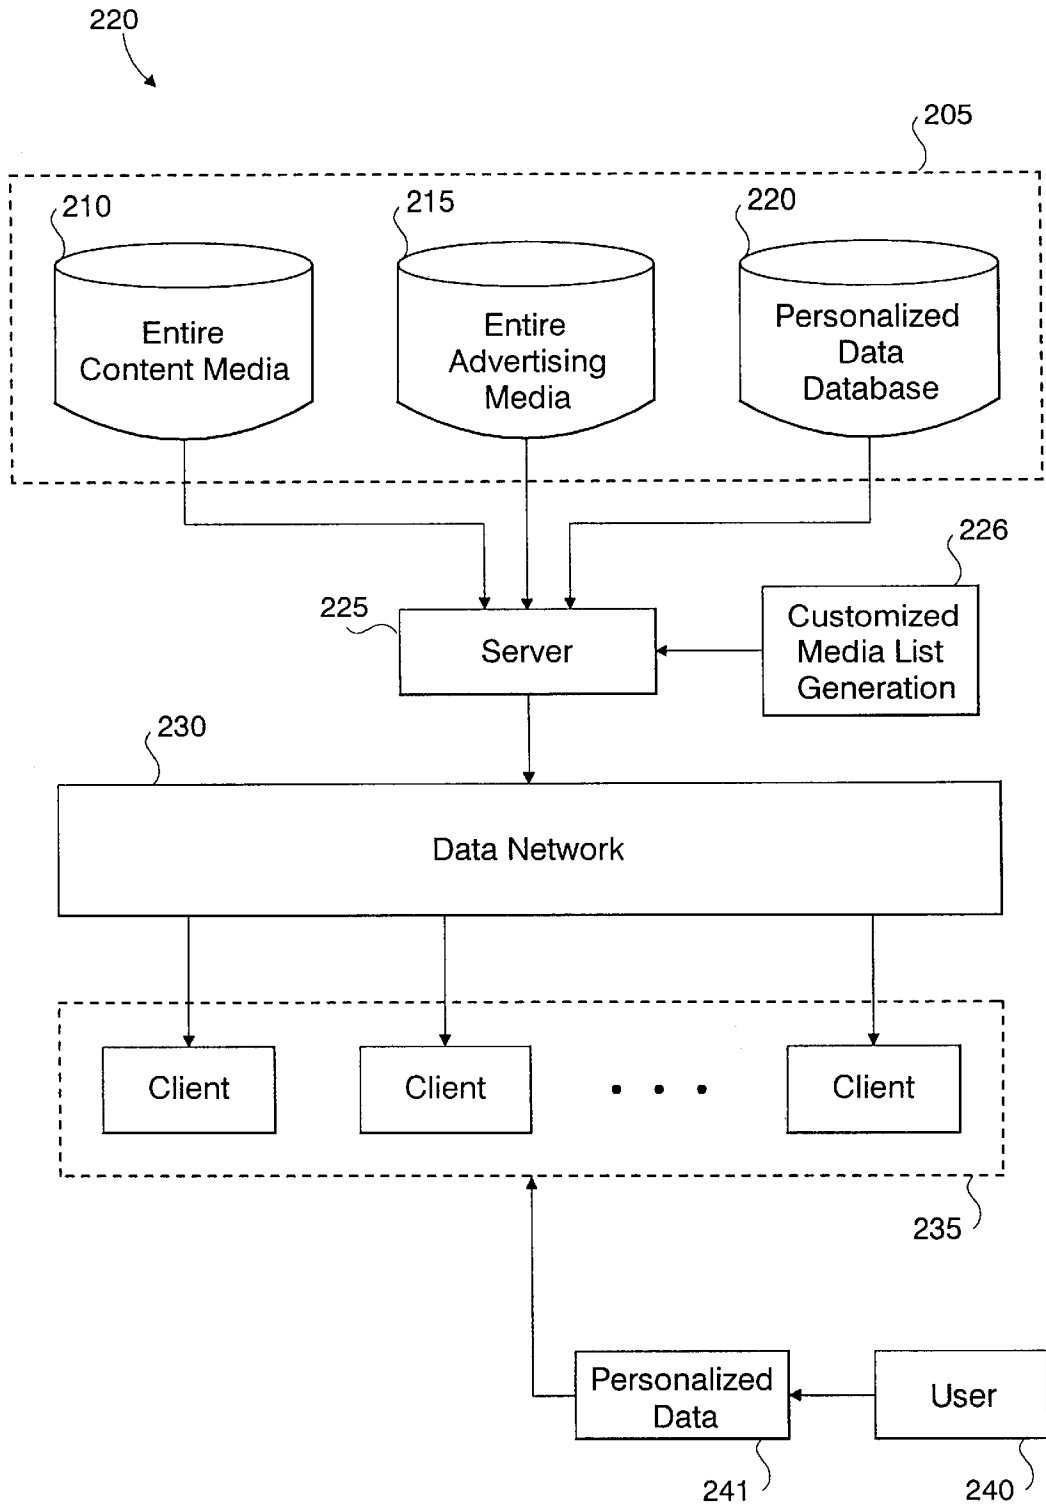 220
205
210
215
220
Entire
Content Media
Entire
Advertising
Media
Personalized
Data
Database
226
225
Server
Customized
Media List
Generation
230
Data Network
Client
Client
Client
235
Personalized
Data
User
241
240